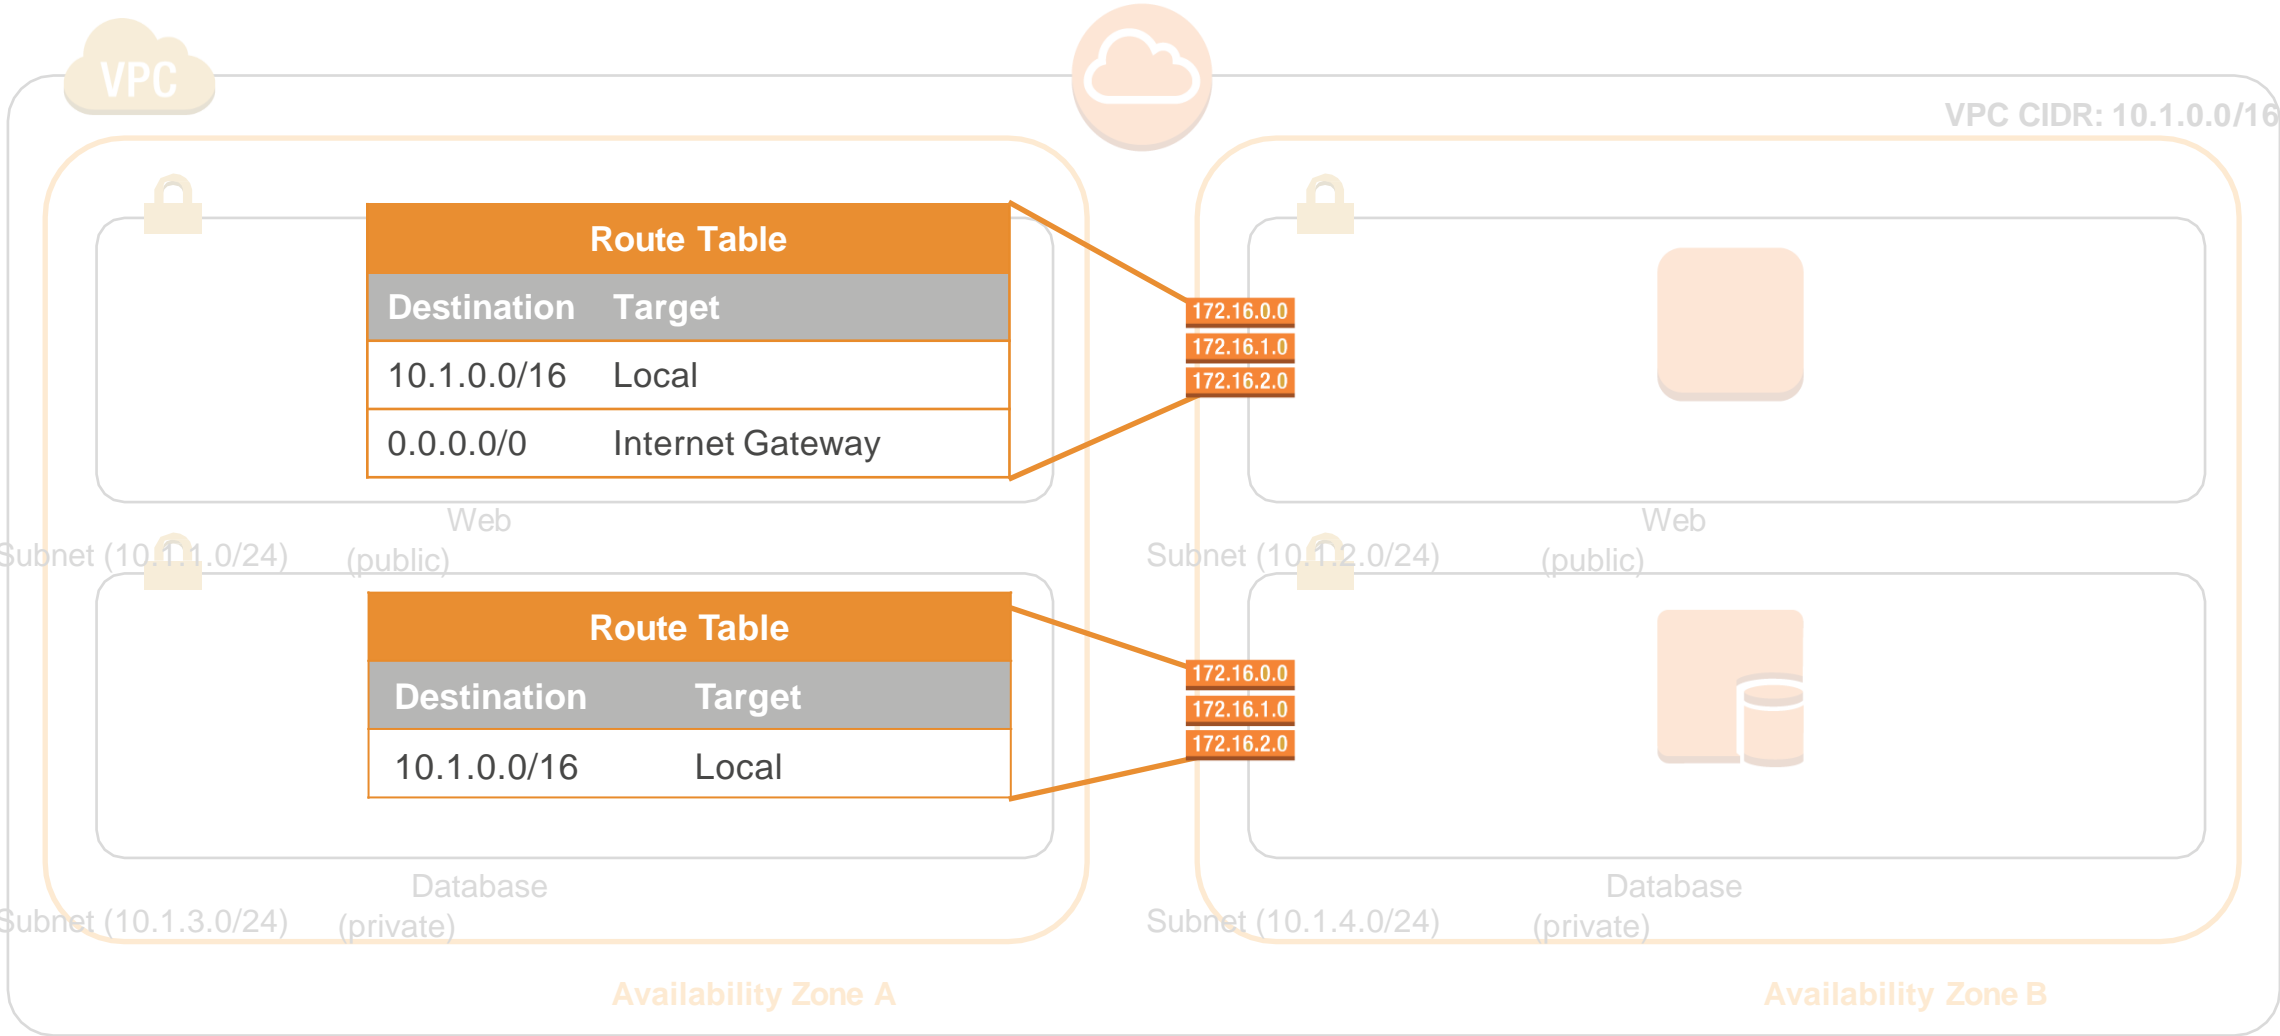 VPC
VPC CIDR: 10.1.0.0/16
Route Table
Destination Target
10.1.0.0/16 Local
0.0.0.0/0 Internet Gateway
172.16.0.0
172.16.1.0
172.16.2.0
Web
Subnet (10.1.1.0/24) (public)
Web
Subnet (10.1.2.0/24) (public)
Route Table
Destination Target
10.1.0.0/16 Local
172.16.0.0
172.16.1.0
172.16.2.0
Database
Subnet (10.1.3.0/24) (private)
Database
Subnet (10.1.4.0/24) (private)
Availability Zone A
Availability Zone B